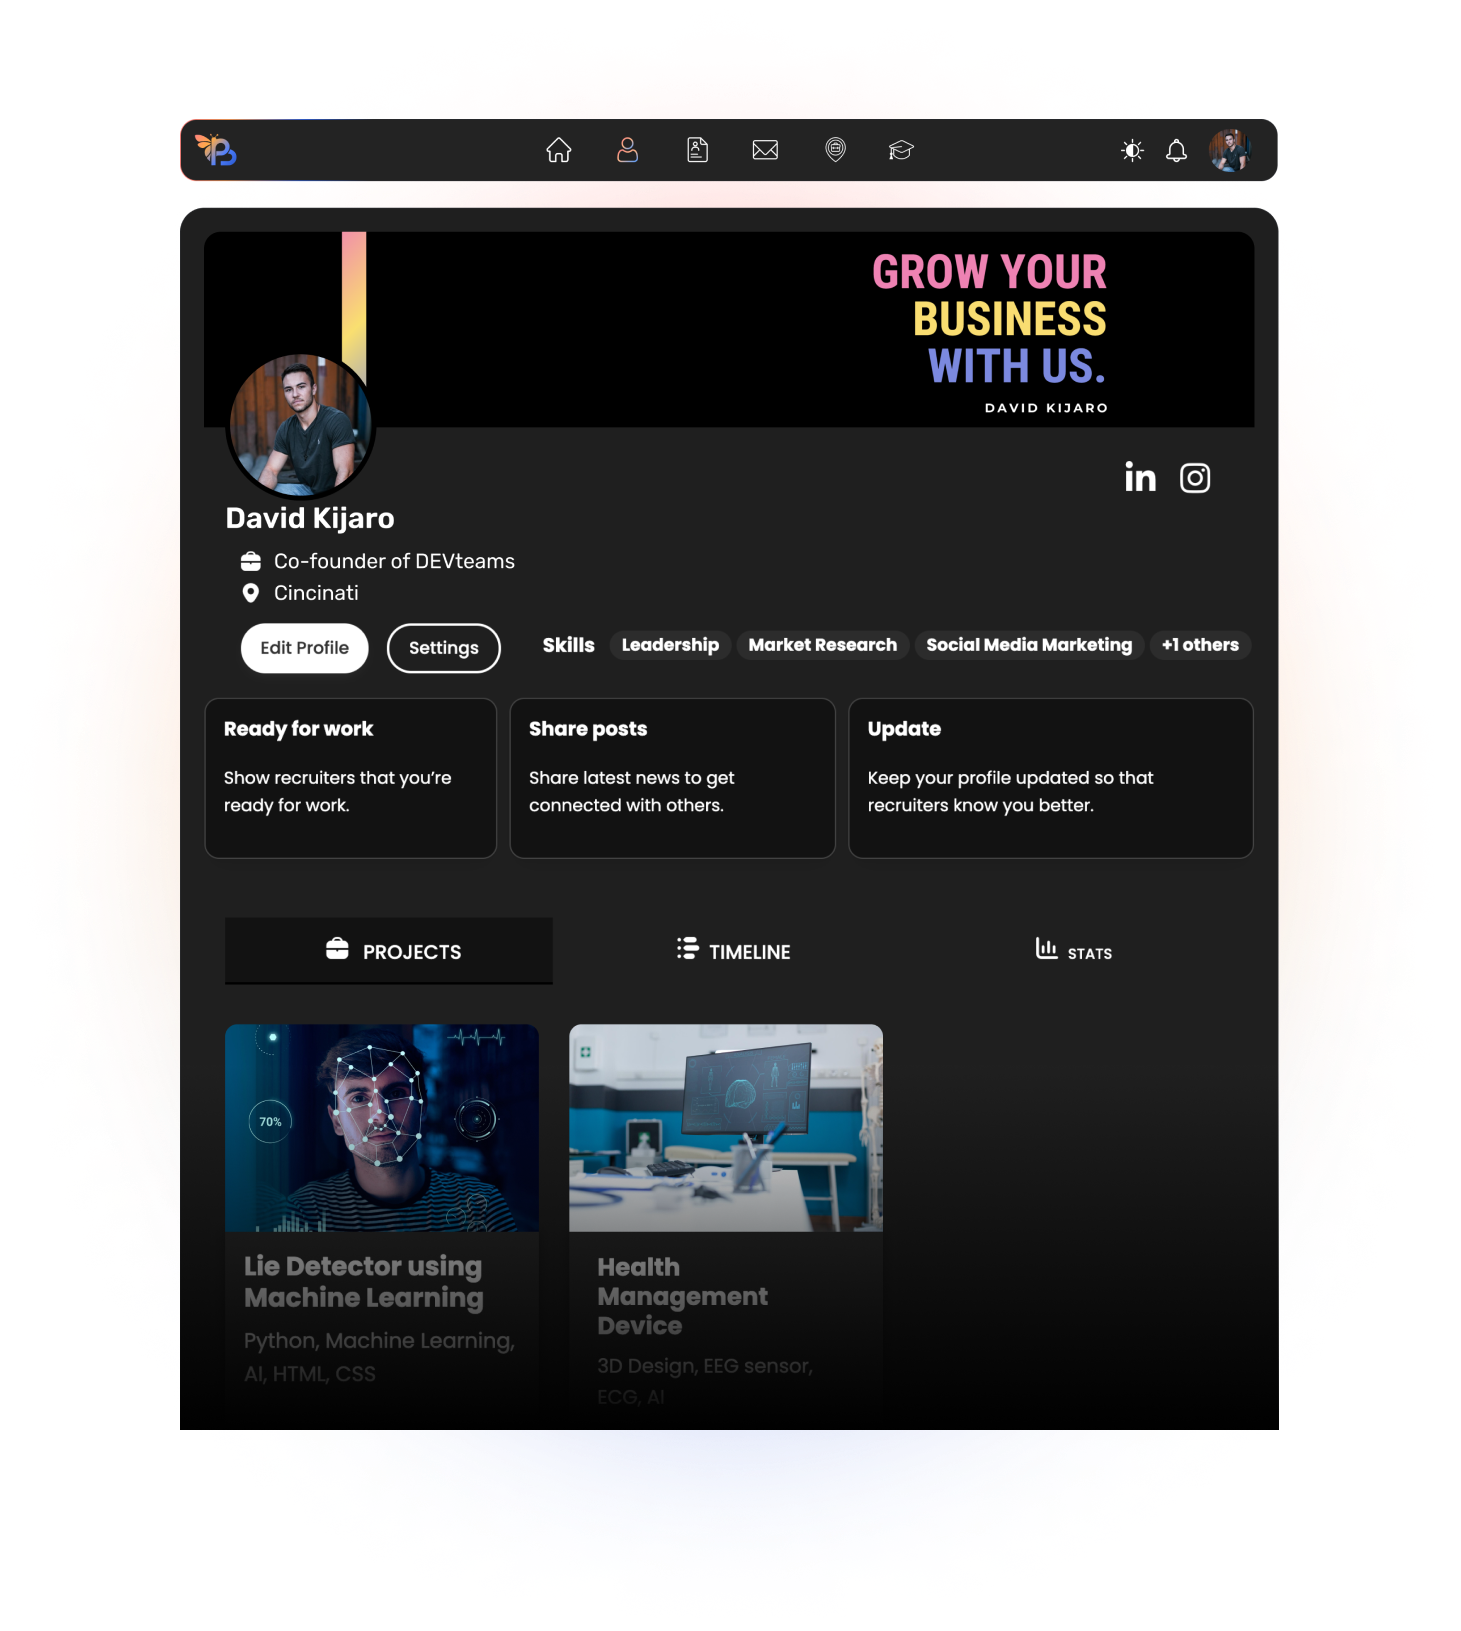 GROW YOUR
BUSINESS
WITH US.
DAVID KIJARO
David Kijaro
Co-founder of DEVteams
Cincinati
Edit Profile
Settings
Skills
Leadership
Market Research
Social Media Marketing
+1 others
Ready for work
Show recruiters that you're
ready for work.
Share posts
Share latest news to get
connected with others.
Update
Keep your profile updated so that
recruiters know you better.
PROJECTS
TIMELINE
STATS
70%
Lie Detector using
Machine Learning
Python, Machine Learning,
AI, HTML, CSS
Health
Management
Device
3D Design, EEG sensor,
ECG, AI